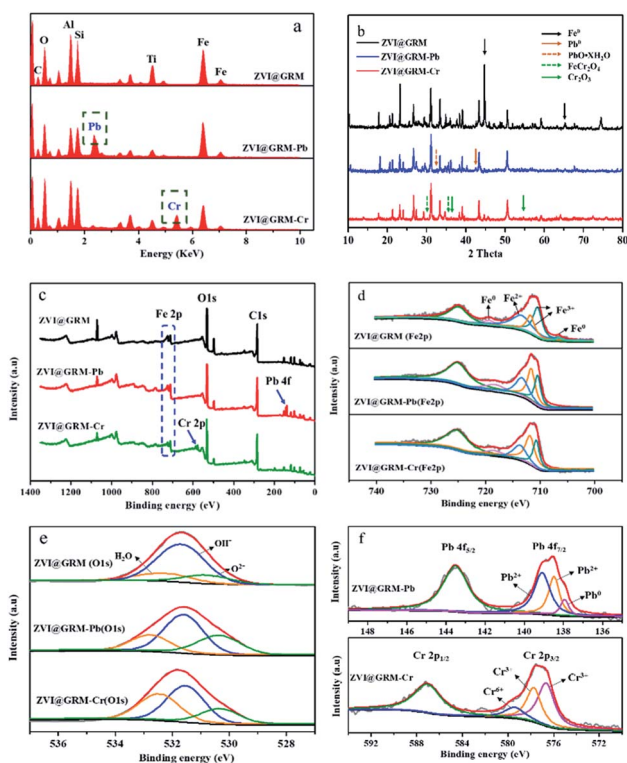 a
C
O
Al
Si
Ti
Fe
Fe
ZVI@GRM
Pb
ZVI@GRM-Pb
Cr
ZVI@GRM-Cr
0 2 4 6 8 10
Energy (KeV)
b
ZVI@GRM
ZVI@GRM-Pb
ZVI@GRM-Cr
Fe⁰
Pb⁰
PbO•XH₂O
FeCr₂O₄
Cr₂O₃
10 20 30 40 50 60 70 80
2 Theta
Intensity (a.u)
c
ZVI@GRM
Fe 2p
O1s
C1s
ZVI@GRM-Pb
Pb 4f
ZVI@GRM-Cr
Cr 2p
1400 1200 1000 800 600 400 200 0
Binding energy (eV)
Intensity (a.u)
d
Fe⁰
Fe²⁺
Fe³⁺
Fe⁰
ZVI@GRM (Fe2p)
ZVI@GRM-Pb(Fe2p)
ZVI@GRM-Cr(Fe2p)
740 730 720 710 700
Binding energy (eV)
Intensity (a.u)
e
ZVI@GRM (O1s)
H₂O
OH⁻
O²⁻
ZVI@GRM-Pb(O1s)
ZVI@GRM-Cr(O1s)
536 534 532 530 528
Binding energy (eV)
Intensity (a.u)
f
Pb 4f₅/₂
Pb 4f₇/₂
ZVI@GRM-Pb
Pb²⁺
Pb²⁺
Pb⁰
148 146 144 142 140 138 136
Intensity (a.u)
Cr 2p₁/₂
Cr 2p₃/₂
ZVI@GRM-Cr
Cr³⁻
Cr³⁺
Cr⁶⁺
592 588 584 580 576 572
Binding energy (eV)